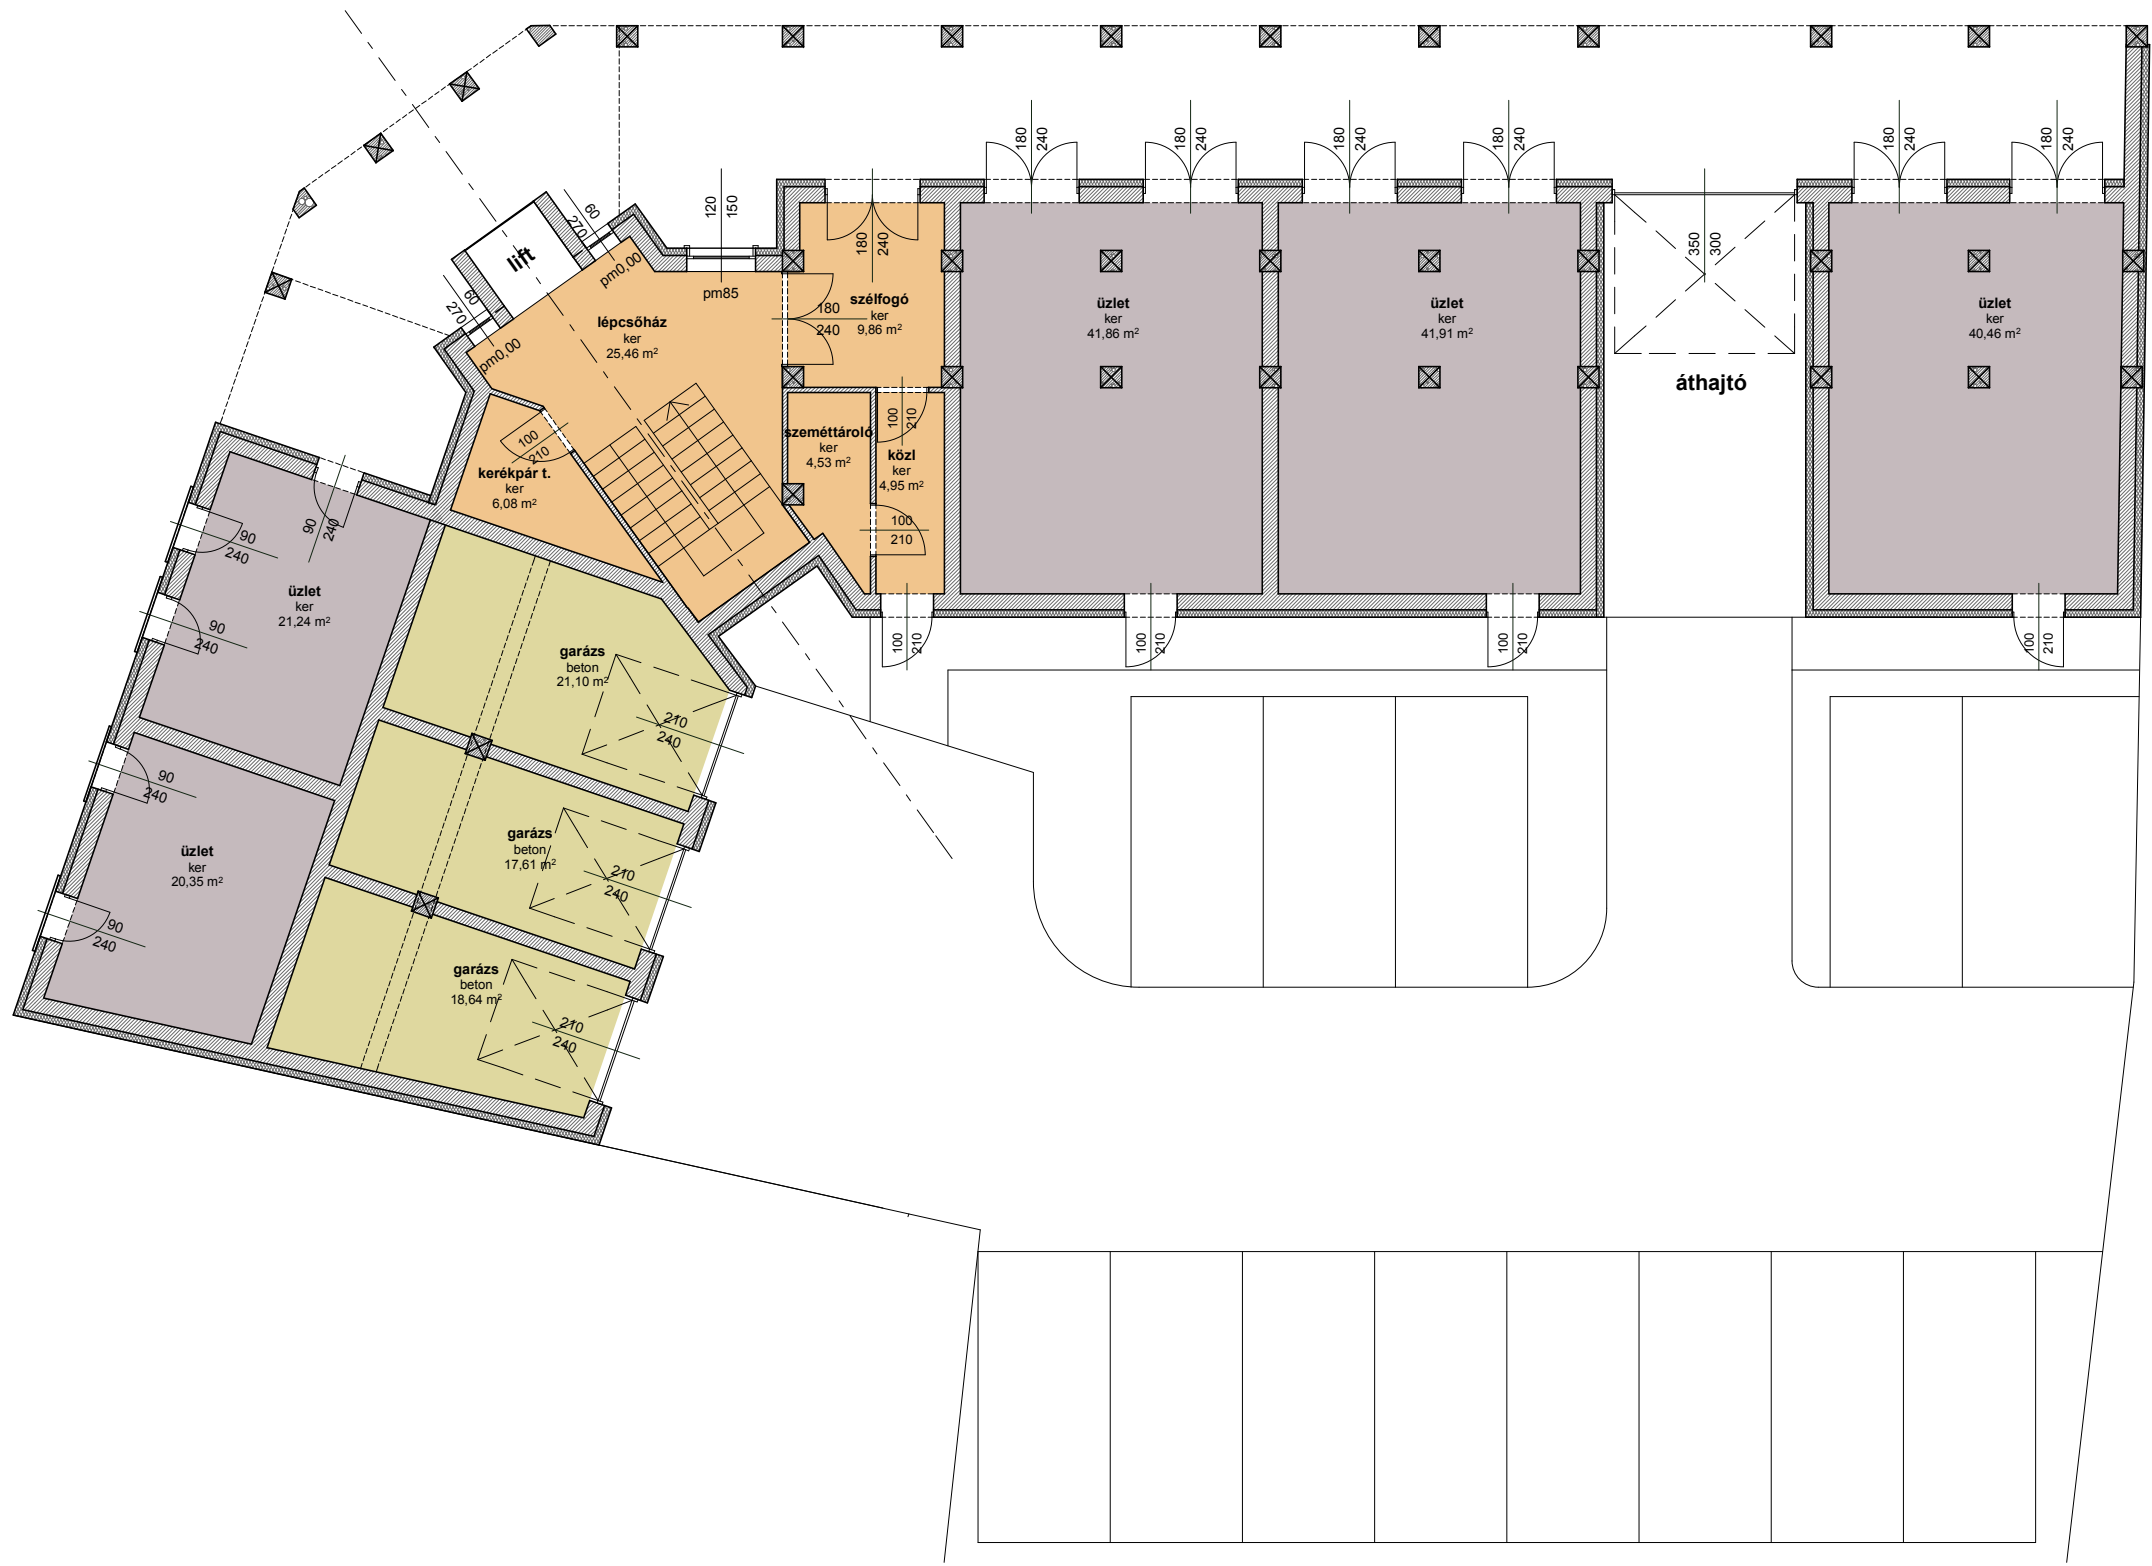 180
240
180
240
180
240
180
240
180
240
180
240
120
150
60
270
60
270
lift
pm0,00
pm0,00
pm85
180
240
180
240
350
300
lépcsőház
ker
25,46 m²
szélfogó
ker
9,86 m²
üzlet
ker
41,86 m²
üzlet
ker
41,91 m²
áthajtó
üzlet
ker
40,46 m²
100
210
100
210
szeméttároló
ker
4,53 m²
közl
ker
4,95 m²
kerékpár t.
ker
6,08 m²
100
210
90
240
90
240
90
240
üzlet
ker
21,24 m²
100
210
100
210
100
210
100
210
garázs
beton
21,10 m²
210
240
90
240
üzlet
ker
20,35 m²
garázs
beton
17,61 m²
210
240
90
240
garázs
beton
18,64 m²
210
240